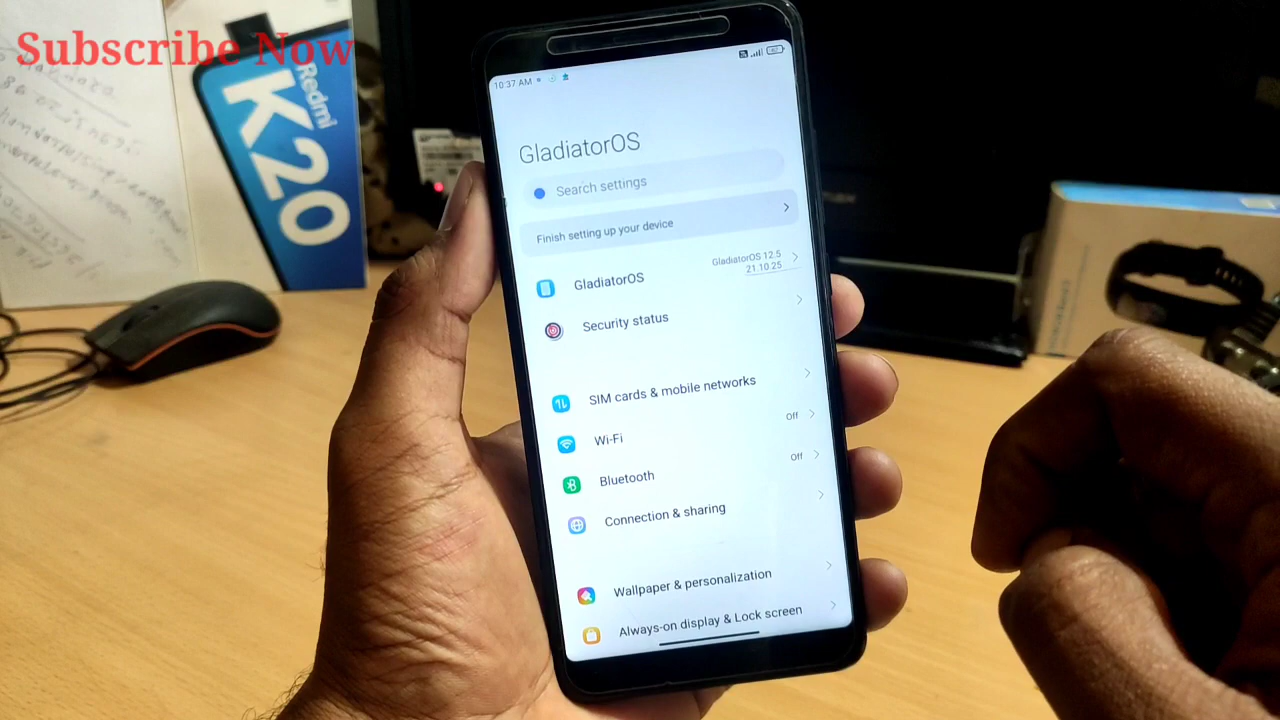 Subscribe Now
Redmi
K20
10:37 AM
GladiatorOS
Search settings
Finish setting up your device
GladiatorOS
GladiatorOS 12.5
21.10.25
Security status
SIM cards & mobile networks
Wi-Fi
Off
Bluetooth
Off
Connection & sharing
Wallpaper & personalization
Always-on display & Lock screen